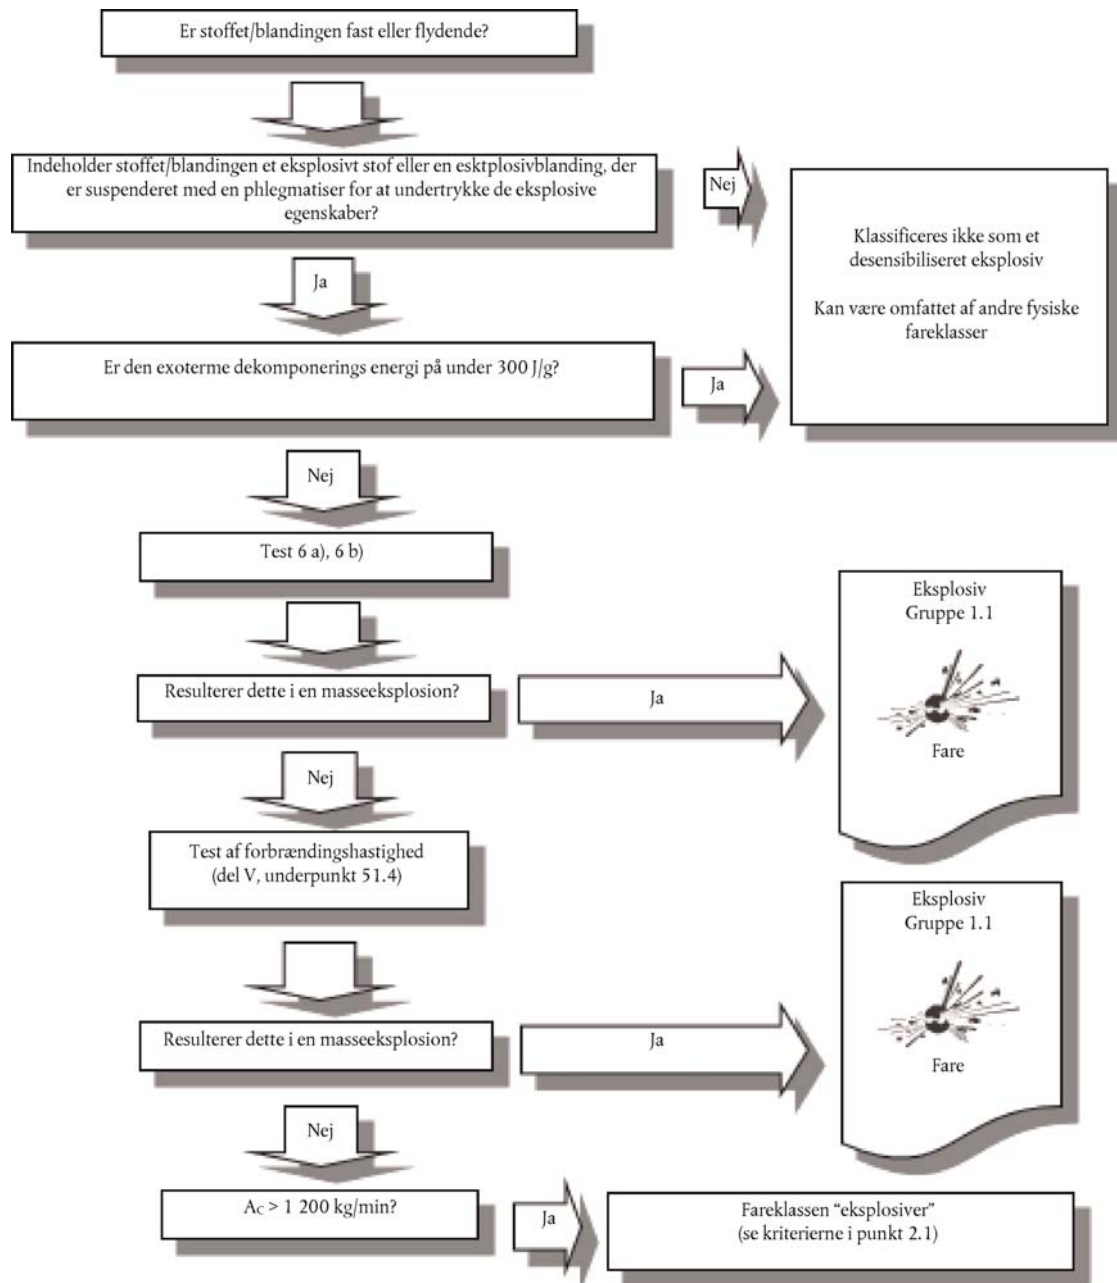 Er stoffet/blandingen fast eller flydende?
Indeholder stoffet/blandingen et eksplosivt stof eller en esktplosivblanding, der
er suspenderet med en phlegmatiser for at undertrykke de eksplosive
egenskaber?
Nej
Klassificeres ikke som et
desensibiliseret eksplosiv
Kan være omfattet af andre fysiske
fareklasser
Ja
Er den exoterme dekomponerings energi på under 300 J/g?
Ja
Nej
Test 6 a), 6 b)
Eksplosiv
Gruppe 1.1
Fare
Resulterer dette i en masseeksplosion?
Ja
Nej
Test af forbrændingshastighed
(del V, underpunkt 51.4)
Eksplosiv
Gruppe 1.1
Fare
Resulterer dette i en masseeksplosion?
Ja
Nej
AC > 1 200 kg/min?
Ja
Fareklassen “eksplosiver”
(se kriterierne i punkt 2.1)